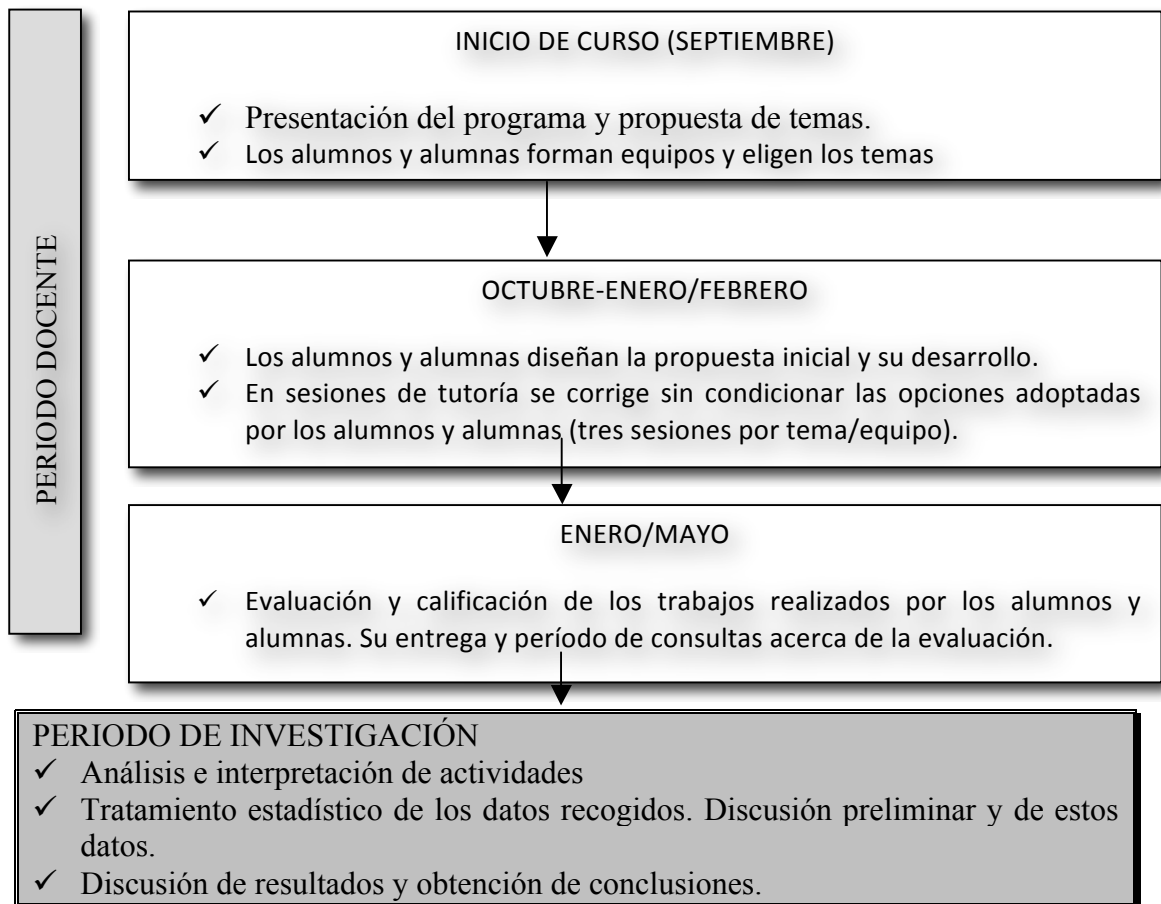 PERIODO DOCENTE
INICIO DE CURSO (SEPTIEMBRE)
✓ Presentación del programa y propuesta de temas.
✓ Los alumnos y alumnas forman equipos y eligen los temas
OCTUBRE-ENERO/FEBRERO
✓ Los alumnos y alumnas diseñan la propuesta inicial y su desarrollo.
✓ En sesiones de tutoría se corrige sin condicionar las opciones adoptadas
por los alumnos y alumnas (tres sesiones por tema/equipo).
ENERO/MAYO
✓ Evaluación y calificación de los trabajos realizados por los alumnos y
alumnas. Su entrega y período de consultas acerca de la evaluación.
PERIODO DE INVESTIGACIÓN
✓ Análisis e interpretación de actividades
✓ Tratamiento estadístico de los datos recogidos. Discusión preliminar y de estos
datos.
✓ Discusión de resultados y obtención de conclusiones.